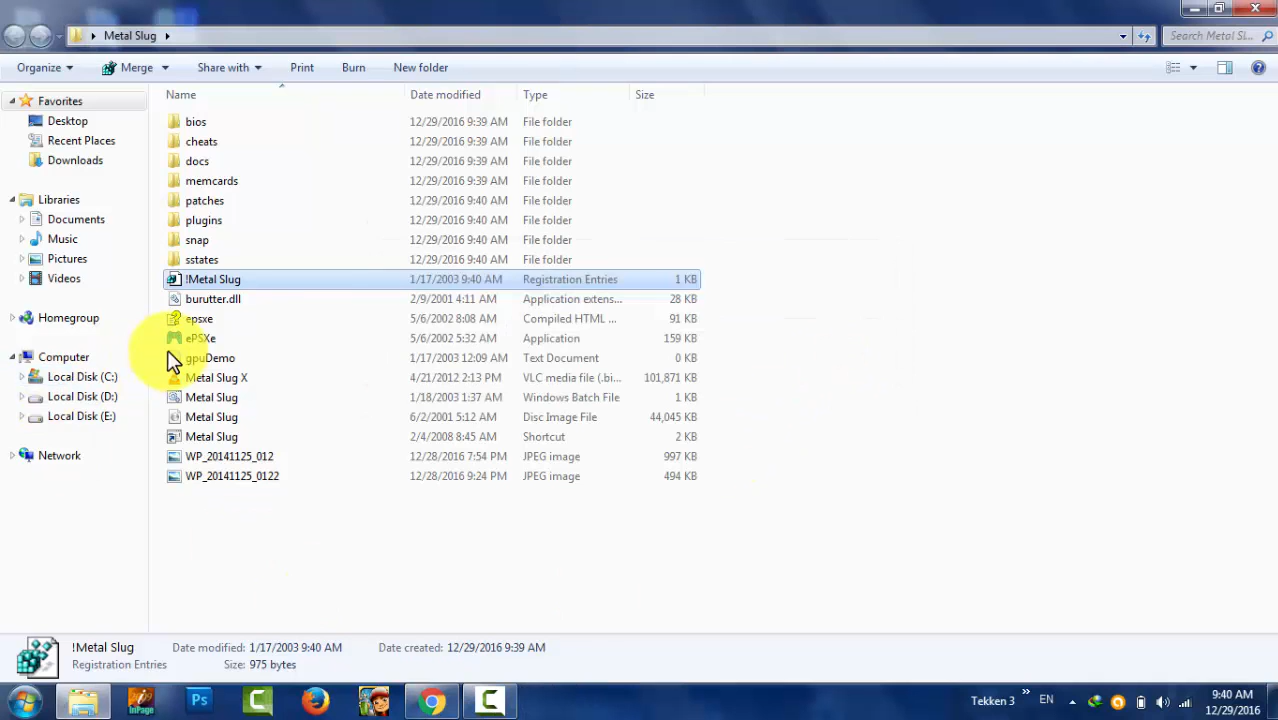 Metal Slug
Search Metal Sl...
Organize Merge Share with Print Burn New folder
Name Date modified Type Size
Favorites
Desktop
Recent Places
Downloads
Libraries
Documents
Music
Pictures
Videos
Homegroup
Computer
Local Disk (C:)
Local Disk (D:)
Local Disk (E:)
Network
bios 12/29/2016 9:39 AM File folder
cheats 12/29/2016 9:39 AM File folder
docs 12/29/2016 9:39 AM File folder
memcards 12/29/2016 9:39 AM File folder
patches 12/29/2016 9:40 AM File folder
plugins 12/29/2016 9:40 AM File folder
snap 12/29/2016 9:40 AM File folder
sstates 12/29/2016 9:40 AM File folder
!Metal Slug 1/17/2003 9:40 AM Registration Entries 1 KB
burutter.dll 2/9/2001 4:11 AM Application extens... 28 KB
epsxe 5/6/2002 8:08 AM Compiled HTML ... 91 KB
ePSXe 5/6/2002 5:32 AM Application 159 KB
gpuDemo 1/17/2003 12:09 AM Text Document 0 KB
Metal Slug X 4/21/2012 2:13 PM VLC media file (.bi... 101,871 KB
Metal Slug 1/18/2003 1:37 AM Windows Batch File 1 KB
Metal Slug 6/2/2001 5:12 AM Disc Image File 44,045 KB
Metal Slug 2/4/2008 8:45 AM Shortcut 2 KB
WP_20141125_012 12/28/2016 7:54 PM JPEG image 997 KB
WP_20141125_0122 12/28/2016 9:24 PM JPEG image 494 KB
!Metal Slug Date modified: 1/17/2003 9:40 AM Date created: 12/29/2016 9:39 AM
Registration Entries Size: 975 bytes
InPage Ps Tekken 3 » EN 9:40 AM
12/29/2016